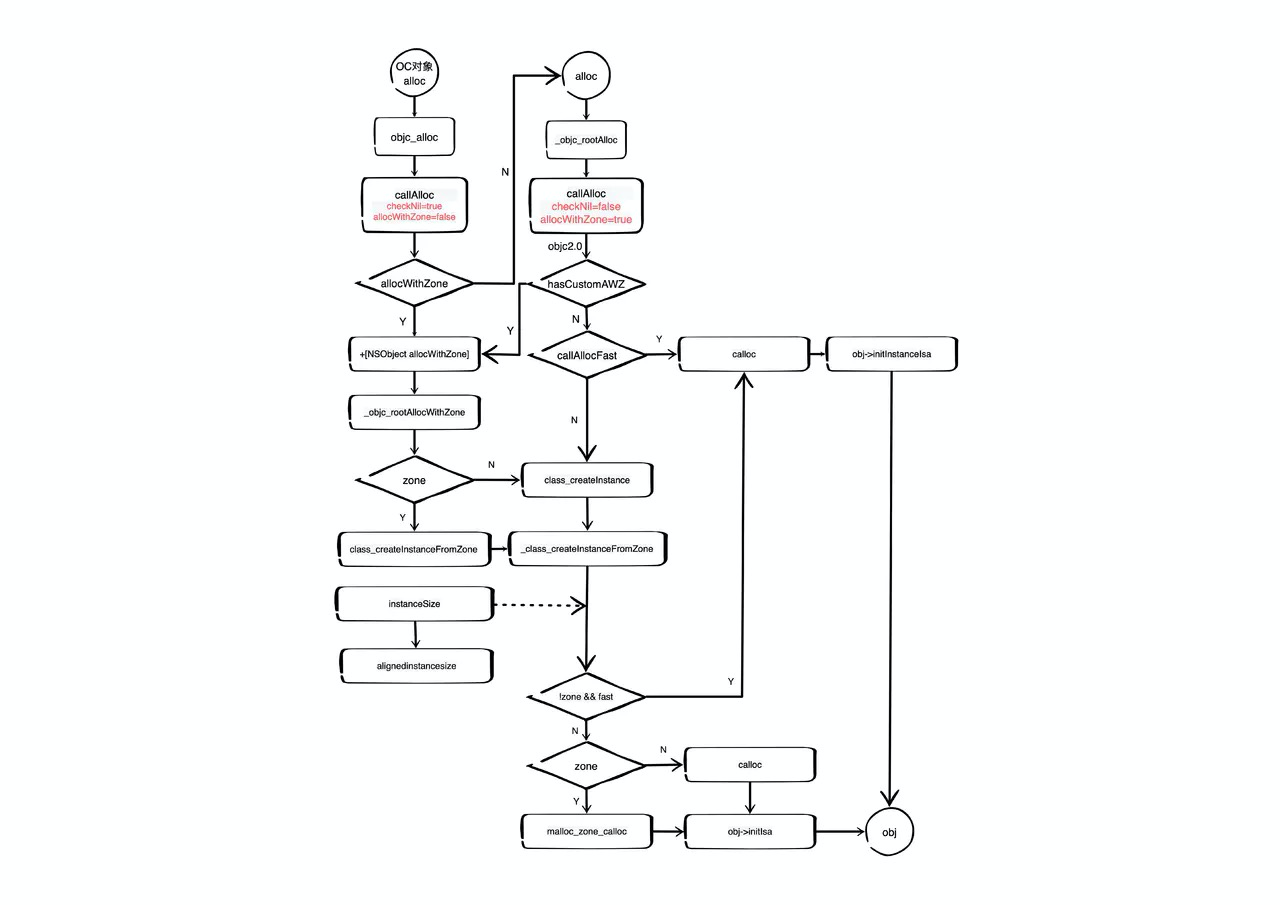 OC对象
alloc
objc_alloc
callAlloc
checkNil=true
allocWithZone=false
allocWithZone
N
Y
alloc
_objc_rootAlloc
callAlloc
checkNil=false
allocWithZone=true
objc2.0
hasCustomAWZ
Y
N
+[NSObject allocWithZone]
callAllocFast
Y
calloc
obj->initInstanceIsa
N
_objc_rootAllocWithZone
zone
N
class_createInstance
Y
class_createInstanceFromZone
_class_createInstanceFromZone
instanceSize
alignedinstancesize
!zone && fast
Y
N
zone
N
calloc
Y
malloc_zone_calloc
obj->initIsa
obj